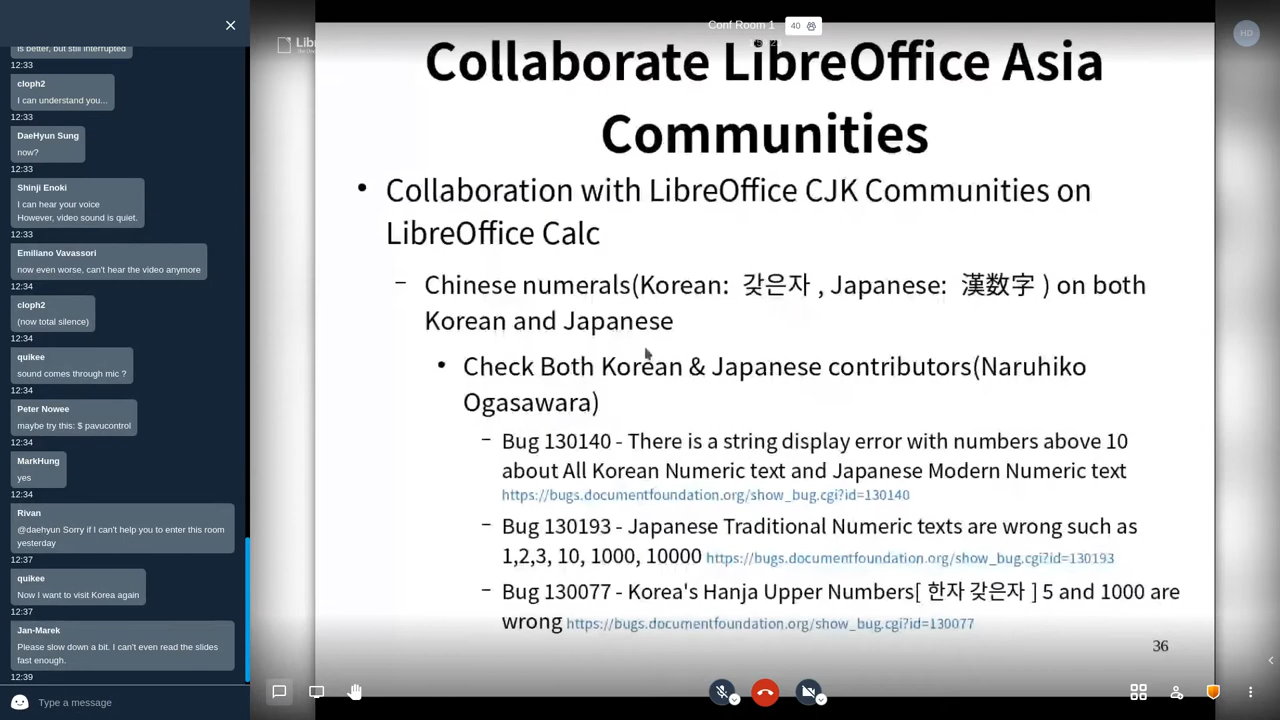 is better, but still interrupted
12:33
cloph2
I can understand you...
12:33
DaeHyun Sung
now?
12:33
Shinji Enoki
I can hear your voice
However, video sound is quiet.
12:33
Emiliano Vavassori
now even worse, can't hear the video anymore
12:34
cloph2
(now total silence)
12:34
quikee
sound comes through mic ?
12:34
Peter Nowee
maybe try this: $ pavucontrol
12:34
MarkHung
yes
12:34
Rivan
@daehyun Sorry if I can't help you to enter this room
yesterday
12:37
quikee
Now I want to visit Korea again
12:37
Jan-Marek
Please slow down a bit. I can't even read the slides
fast enough.
12:39
Type a message
Conf Room 1
40
HD
Collaborate LibreOffice Asia
Communities
• Collaboration with LibreOffice CJK Communities on
LibreOffice Calc
– Chinese numerals(Korean: 갖은자 , Japanese: 漢数字 ) on both
Korean and Japanese
• Check Both Korean & Japanese contributors(Naruhiko
Ogasawara)
– Bug 130140 - There is a string display error with numbers above 10
about All Korean Numeric text and Japanese Modern Numeric text
https://bugs.documentfoundation.org/show_bug.cgi?id=130140
– Bug 130193 - Japanese Traditional Numeric texts are wrong such as
1,2,3, 10, 1000, 10000 https://bugs.documentfoundation.org/show_bug.cgi?id=130193
– Bug 130077 - Korea's Hanja Upper Numbers[ 한자 갖은자 ] 5 and 1000 are
wrong https://bugs.documentfoundation.org/show_bug.cgi?id=130077
36